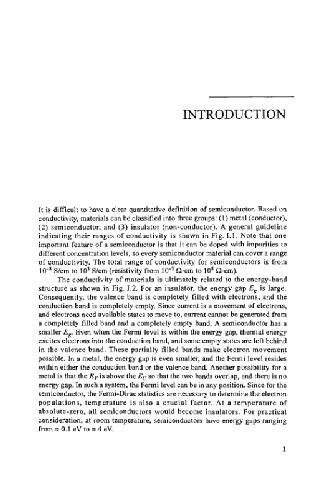 INTRODUCTION
It is difficult to have a clear quantitative definition of semiconductor. Based on
conductivity, materials can be classified into three groups: (1) metal (conductor),
(2) semiconductor, and (3) insulator (non-conductor). A general guideline
indicating their ranges of conductivity is shown in Fig. I.1. Note that one
important feature of a semiconductor is that it can be doped with impurities to
different concentration levels, so every semiconductor material can cover a range
of conductivity. The total range of conductivity for semiconductors is from
10⁻⁸ S/cm to 10³ S/cm (resistivity from 10⁻³ Ω-cm to 10⁸ Ω-cm).
The conductivity of materials is ultimately related to the energy-band
structure as shown in Fig. I.2. For an insulator, the energy gap E_g is large.
Consequently, the valence band is completely filled with electrons, and the
conduction band is completely empty. Since current is a movement of electrons,
and electrons need available states to move to, current cannot be generated from
a completely filled band and a completely empty band. A semiconductor has a
smaller E_g. Even when the Fermi level is within the energy gap, thermal energy
excites electrons into the conduction band, and some empty states are left behind
in the valence band. These partially filled bands make electron movement
possible. In a metal, the energy gap is even smaller, and the Fermi level resides
within either the conduction band or the valence band. Another possibility for a
metal is that the is above the so that the two bands overlap, and there is no
energy gap. In such a system, the Fermi level can be in any position. Since for the
semiconductor, the Fermi-Dirac statistics are necessary to determine the electron
populations, temperature is also a crucial factor. At a temperature of
absolute-zero, all semiconductors would become insulators. For practical
consideration, at room temperature, semiconductors have energy gaps ranging
from ≈ 0.1 eV to ≈ 4 eV.
1